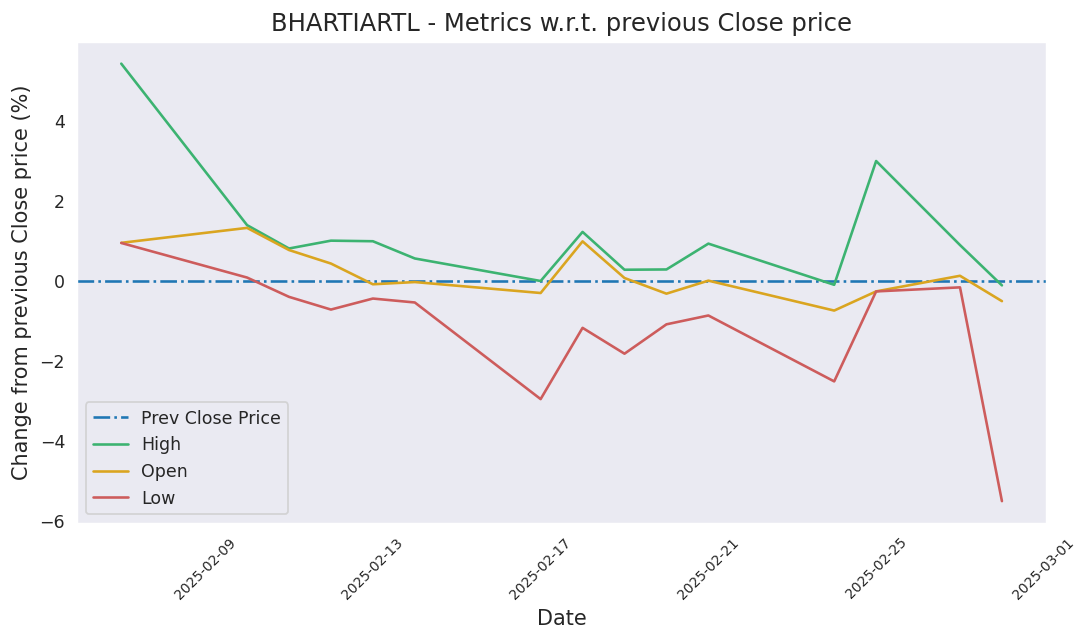 BHARTIARTL - Metrics w.r.t. previous Close price
Change from previous Close price (%)
4
2
0
−2
−4
−6
Prev Close Price
High
Open
Low
2025-02-09
2025-02-13
2025-02-17
2025-02-21
2025-02-25
2025-03-01
Date